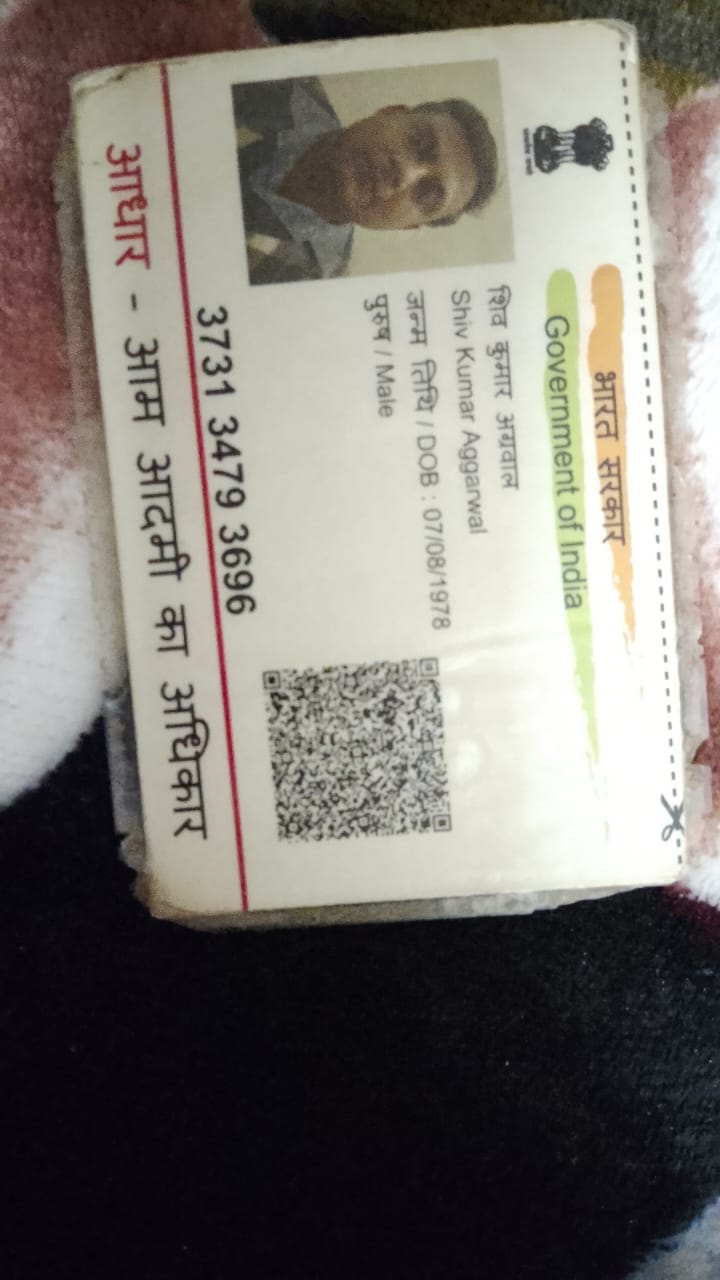 भारत सरकार
Government of India
शिव कुमार अग्रवाल
Shiv Kumar Aggarwal
जन्म तिथि / DOB : 07/08/1978
पुरुष / Male
3731 3479 3696
आधार - आम आदमी का अधिकार